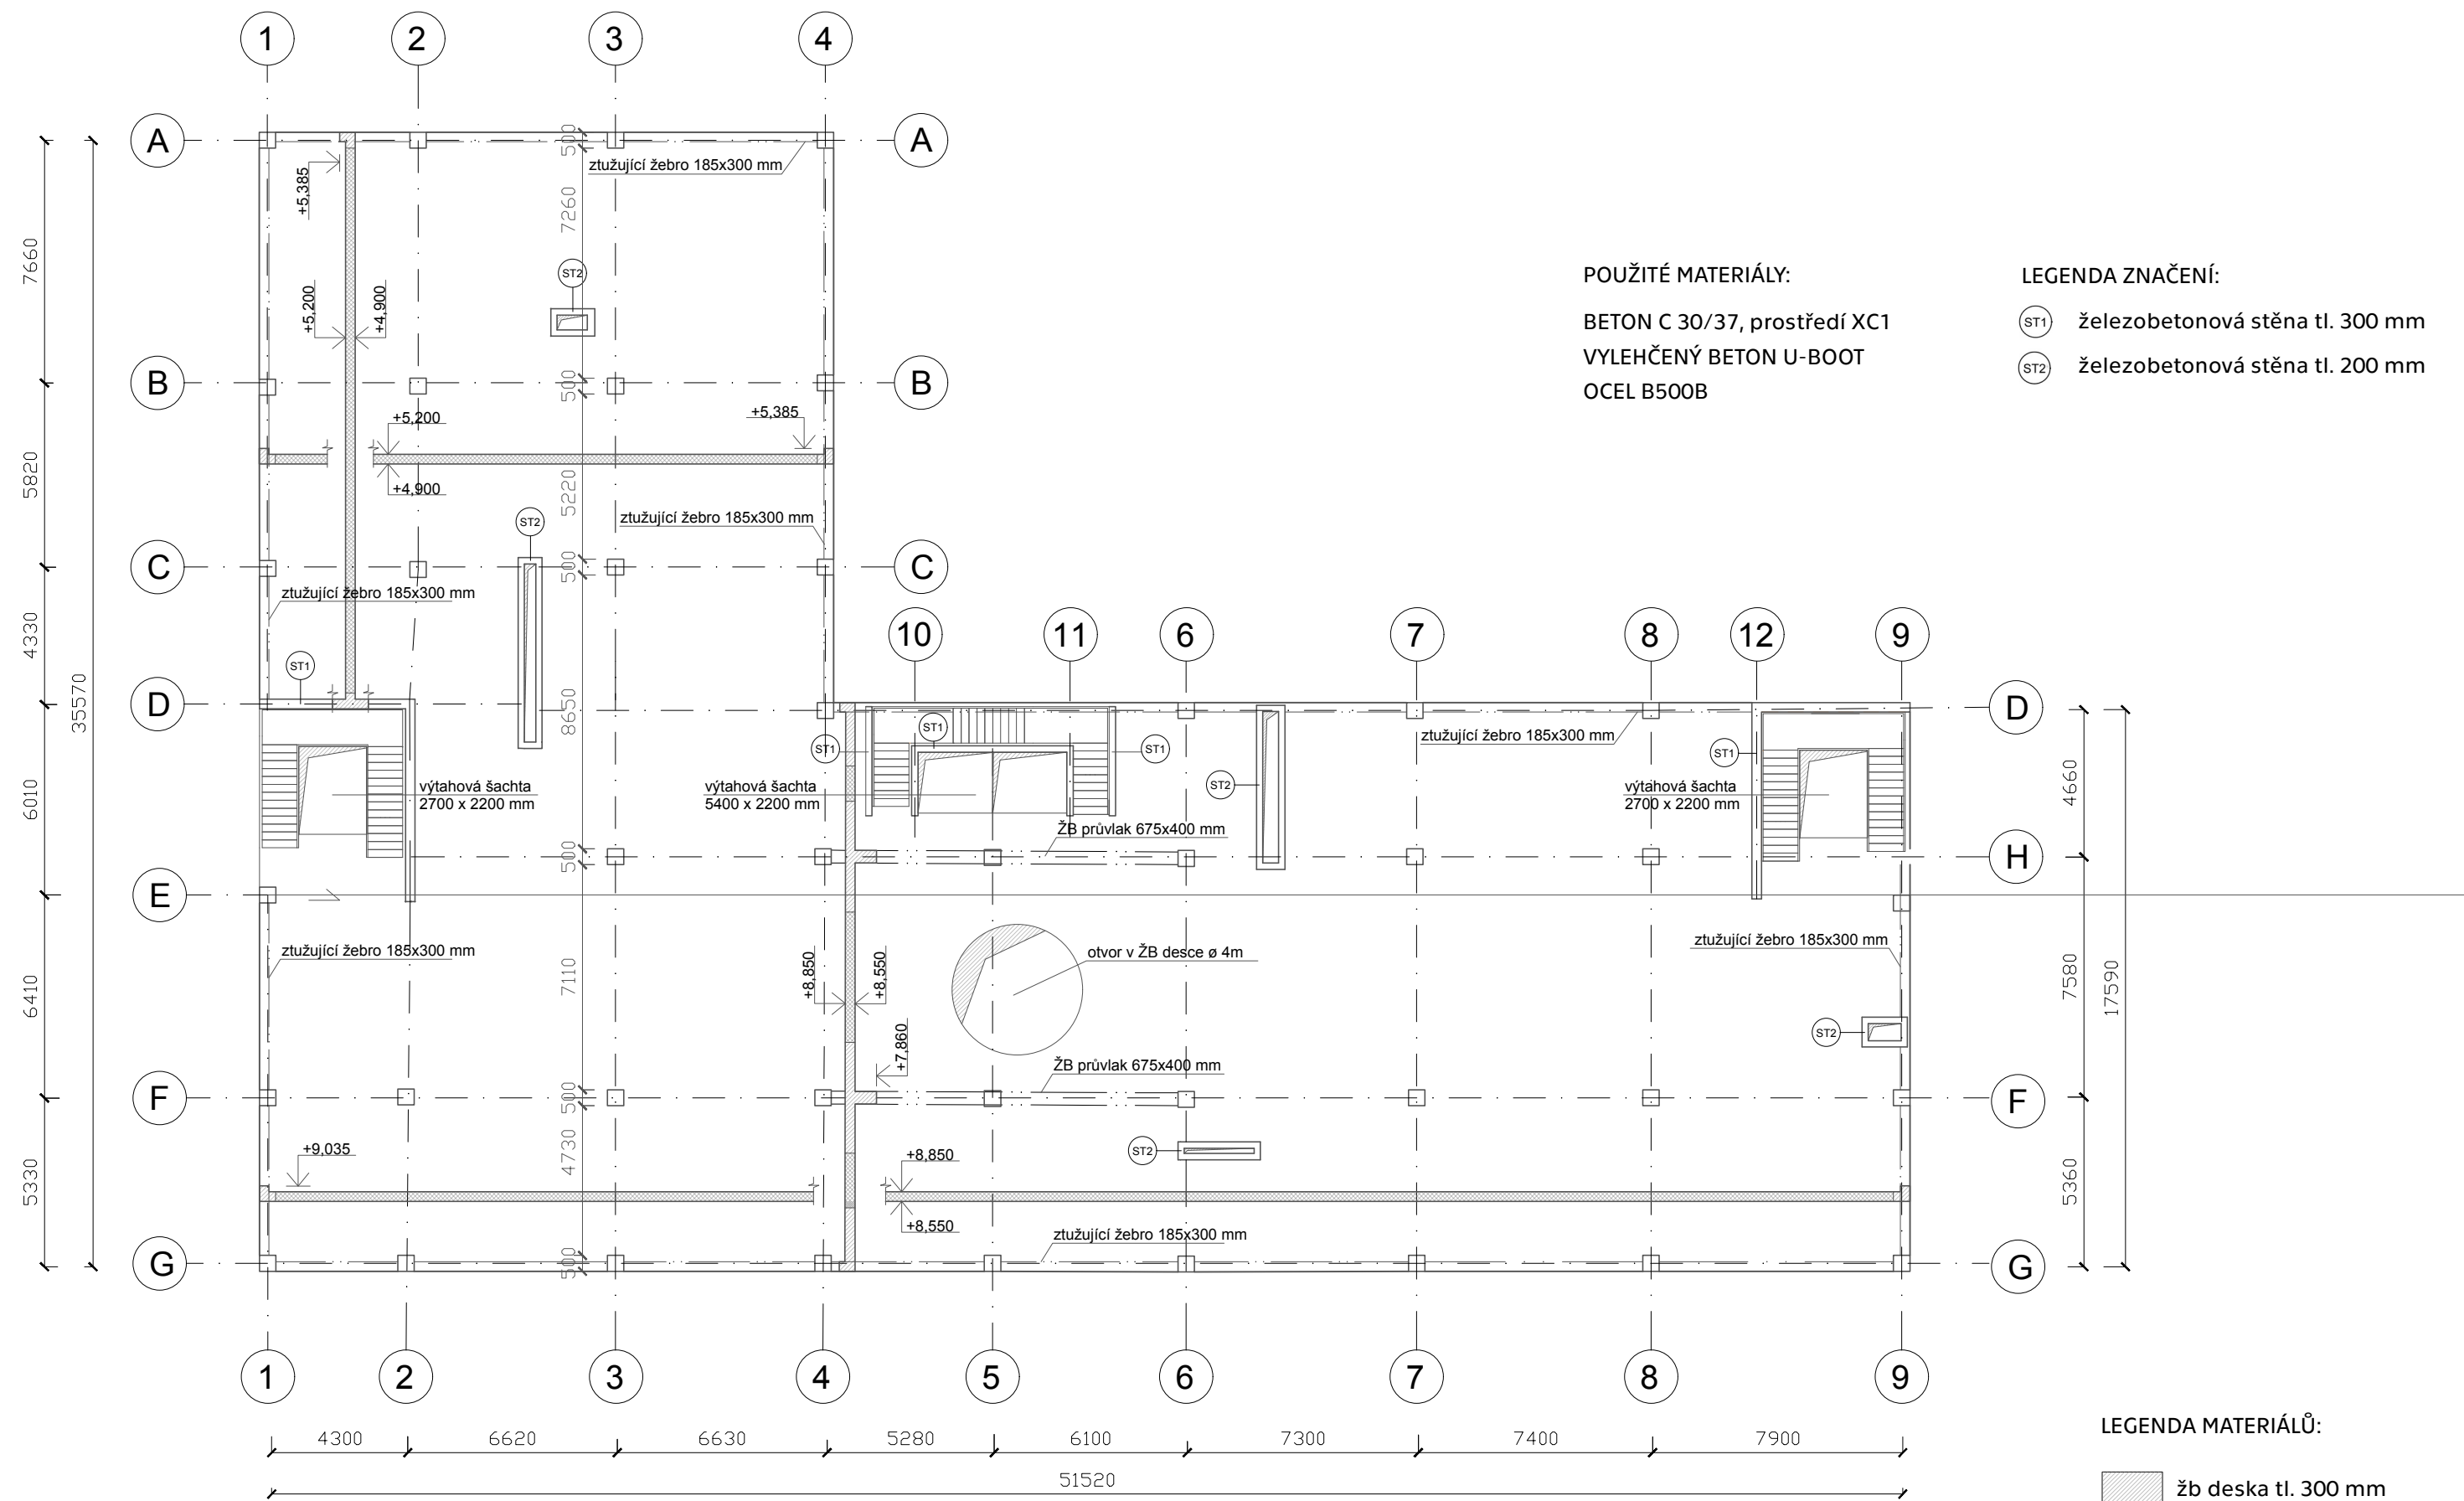 1
2
3
4
A
A
500
ztužující žebro 185x300 mm
+5,385
7260
7660
ST2
+5,200
+4,900
POUŽITÉ MATERIÁLY:
BETON C 30/37, prostředí XC1
VYLEHČENÝ BETON U-BOOT
OCEL B500B
LEGENDA ZNAČENÍ:
ST1 železobetonová stěna tl. 300 mm
ST2 železobetonová stěna tl. 200 mm
B
B
500
+5,200
+5,385
5820
+4,900
5220
ST2
ztužující žebro 185x300 mm
C
C
500
ztužující žebro 185x300 mm
4330
10
11
6
7
8
12
9
ST1
35570
D
D
8650
ST1
ST1
ST1
ztužující žebro 185x300 mm
ST1
ST2
výtahová šachta
2700 x 2200 mm
výtahová šachta
5400 x 2200 mm
výtahová šachta
2700 x 2200 mm
6010
4660
ŽB průvlak 675x400 mm
500
H
E
ztužující žebro 185x300 mm
ztužující žebro 185x300 mm
otvor v ŽB desce ø 4m
+8,850
+8,550
7110
6410
7580
17590
ST2
+7,860
ŽB průvlak 675x400 mm
F
500
F
+9,035
4730
ST2
+8,850
5330
5360
+8,550
ztužující žebro 185x300 mm
G
500
G
1
2
3
4
5
6
7
8
9
4300
6620
6630
5280
6100
7300
7400
7900
51520
LEGENDA MATERIÁLŮ:
žb deska tl. 300 mm